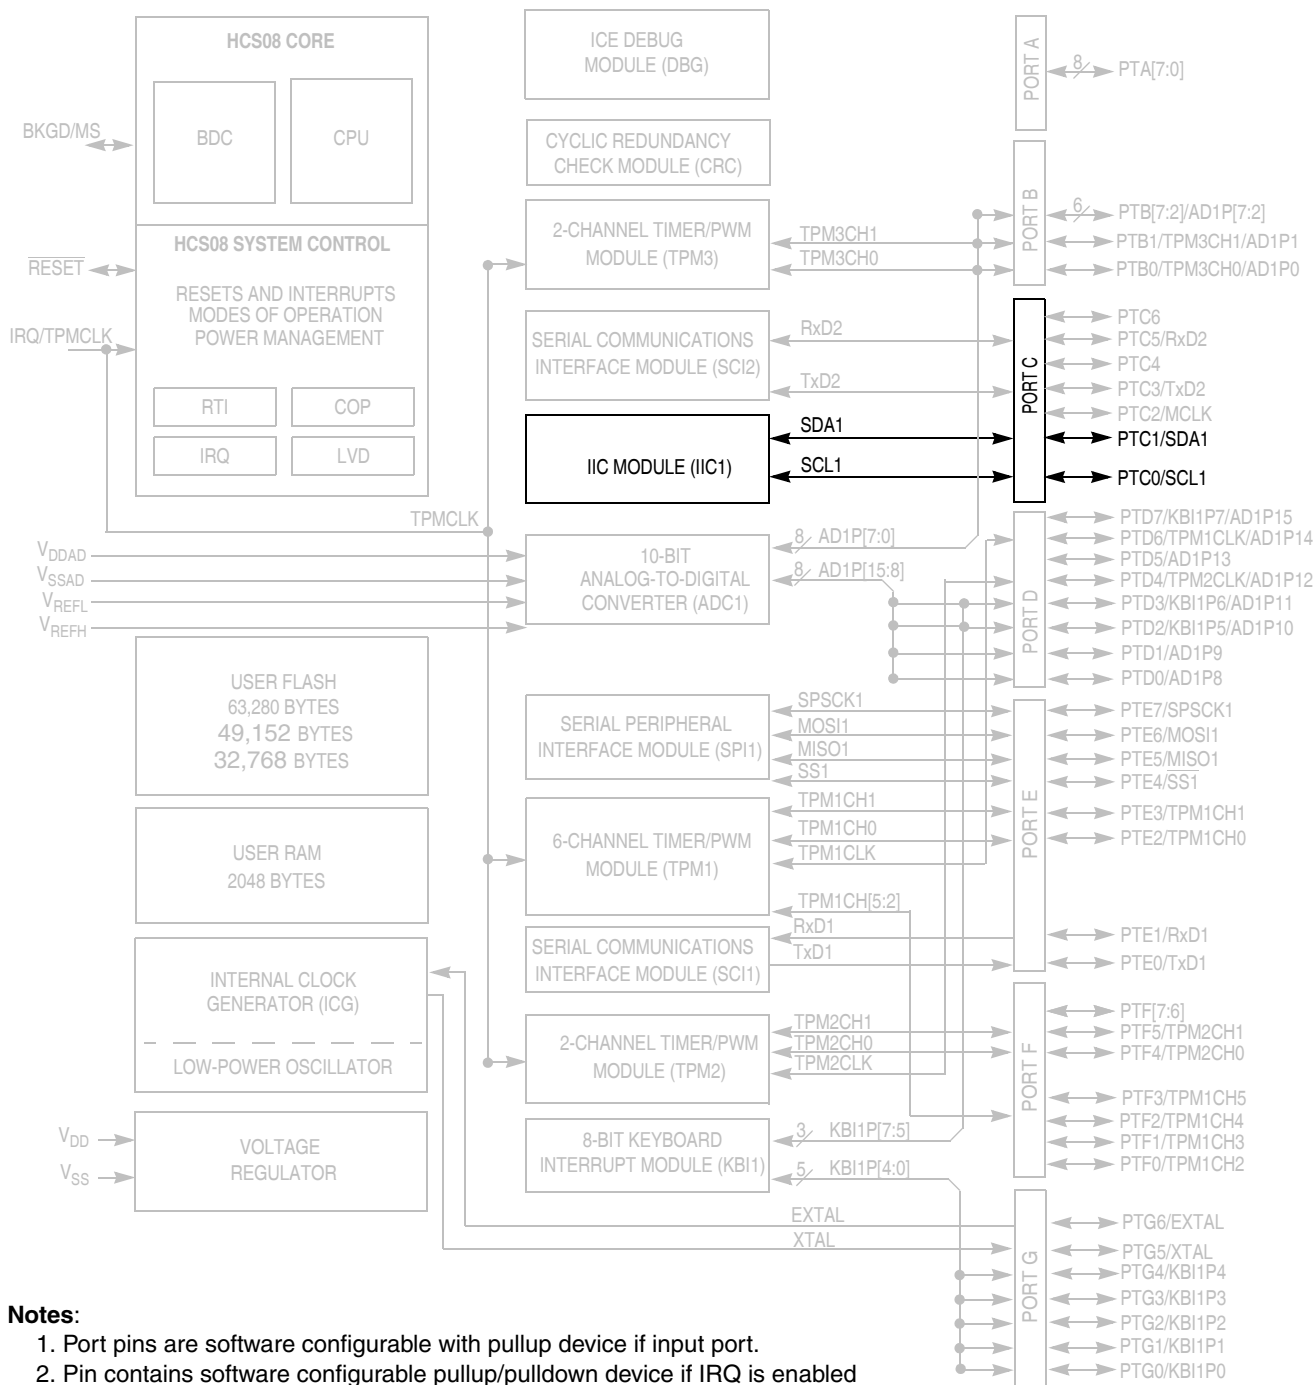 HCS08 CORE
BDC
CPU
BKGD/MS
HCS08 SYSTEM CONTROL
RESET
RESETS AND INTERRUPTS
MODES OF OPERATION
POWER MANAGEMENT
IRQ/TPMCLK
RTI
COP
IRQ
LVD
TPMCLK
VDDAD
VSSAD
VREFL
VREFH
USER FLASH
63,280 BYTES
49,152 BYTES
32,768 BYTES
USER RAM
2048 BYTES
INTERNAL CLOCK
GENERATOR (ICG)
LOW-POWER OSCILLATOR
VDD
VSS
VOLTAGE
REGULATOR
ICE DEBUG
MODULE (DBG)
CYCLIC REDUNDANCY
CHECK MODULE (CRC)
2-CHANNEL TIMER/PWM
MODULE (TPM3)
TPM3CH1
TPM3CH0
SERIAL COMMUNICATIONS
INTERFACE MODULE (SCI2)
RxD2
TxD2
IIC MODULE (IIC1)
SDA1
SCL1
10-BIT
ANALOG-TO-DIGITAL
CONVERTER (ADC1)
8 AD1P[7:0]
8 AD1P[15:8]
SERIAL PERIPHERAL
INTERFACE MODULE (SPI1)
SPSCK1
MOSI1
MISO1
SS1
6-CHANNEL TIMER/PWM
MODULE (TPM1)
TPM1CH1
TPM1CH0
TPM1CLK
TPM1CH[5:2]
SERIAL COMMUNICATIONS
INTERFACE MODULE (SCI1)
RxD1
TxD1
2-CHANNEL TIMER/PWM
MODULE (TPM2)
TPM2CH1
TPM2CH0
TPM2CLK
8-BIT KEYBOARD
INTERRUPT MODULE (KBI1)
3 KBI1P[7:5]
5 KBI1P[4:0]
EXTAL
XTAL
PORT A
8 PTA[7:0]
PORT B
6 PTB[7:2]/AD1P[7:2]
PTB1/TPM3CH1/AD1P1
PTB0/TPM3CH0/AD1P0
PORT C
PTC6
PTC5/RxD2
PTC4
PTC3/TxD2
PTC2/MCLK
PTC1/SDA1
PTC0/SCL1
PORT D
PTD7/KBI1P7/AD1P15
PTD6/TPM1CLK/AD1P14
PTD5/AD1P13
PTD4/TPM2CLK/AD1P12
PTD3/KBI1P6/AD1P11
PTD2/KBI1P5/AD1P10
PTD1/AD1P9
PTD0/AD1P8
PORT E
PTE7/SPSCK1
PTE6/MOSI1
PTE5/MISO1
PTE4/SS1
PTE3/TPM1CH1
PTE2/TPM1CH0
PTE1/RxD1
PTE0/TxD1
PORT F
PTF[7:6]
PTF5/TPM2CH1
PTF4/TPM2CH0
PTF3/TPM1CH5
PTF2/TPM1CH4
PTF1/TPM1CH3
PTF0/TPM1CH2
PORT G
PTG6/EXTAL
PTG5/XTAL
PTG4/KBI1P4
PTG3/KBI1P3
PTG2/KBI1P2
PTG1/KBI1P1
PTG0/KBI1P0
Notes:
1. Port pins are software configurable with pullup device if input port.
2. Pin contains software configurable pullup/pulldown device if IRQ is enabled